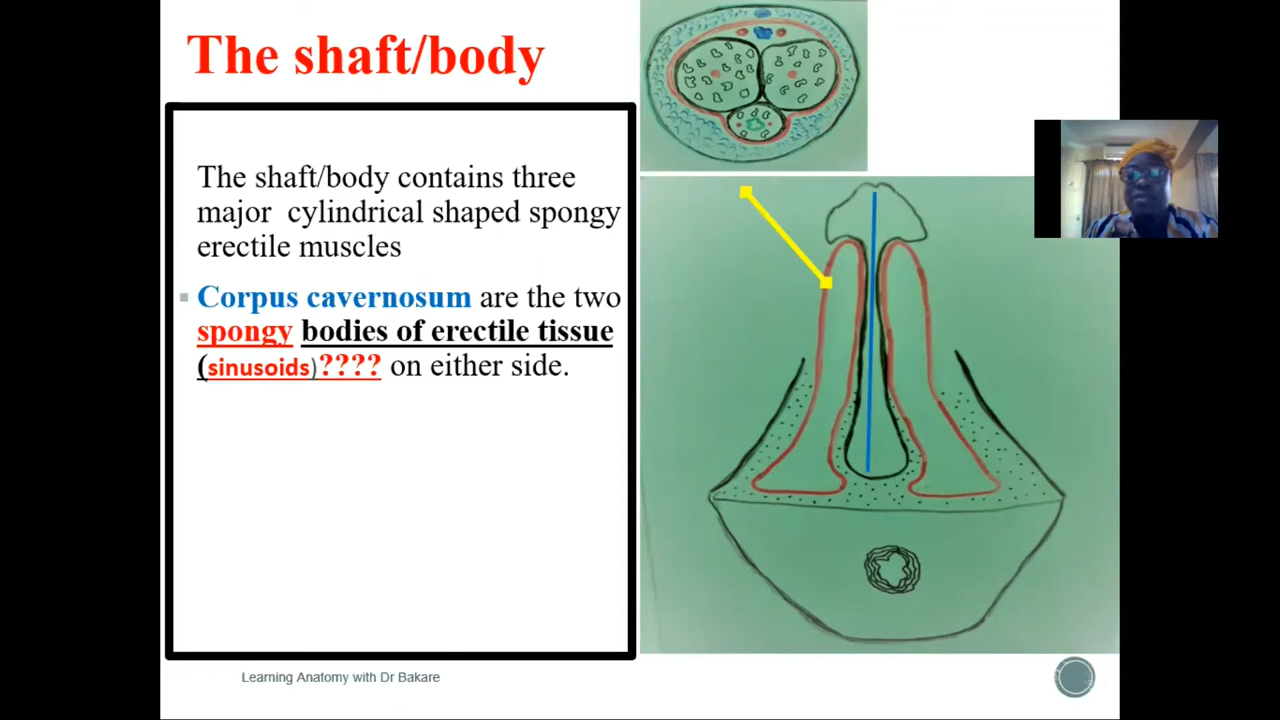 The shaft/body
The shaft/body contains three
major cylindrical shaped spongy
erectile muscles
Corpus cavernosum are the two
spongy bodies of erectile tissue
(sinusoids)???? on either side.
Learning Anatomy with Dr Bakare